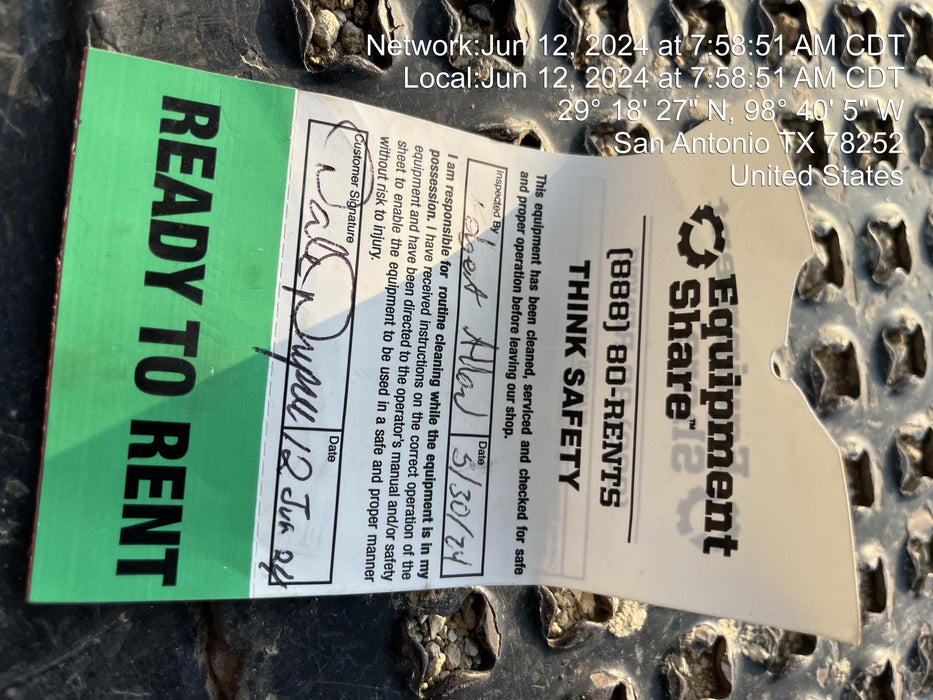 Network:Jun 12, 2024 at 7:58:51 AM CDT
Local:Jun 12, 2024 at 7:58:51 AM CDT
29° 18' 27" N, 98° 40' 5" W
San Antonio TX 78252
United States
Equipment
Share™
(888) 80-RENTS
THINK SAFETY
This equipment has been cleaned, serviced and checked for safe
and proper operation before leaving our shop.
Inspected By
Date
5/30/24
I am responsible for routine cleaning while the equipment is in my
possession. I have received instructions on the correct operation of the
equipment and have been directed to the operator's manual and/or safety
sheet to enable the equipment to be used in a safe and proper manner
without risk to injury.
Customer Signature
Date
12 Jun 24
READY TO RENT